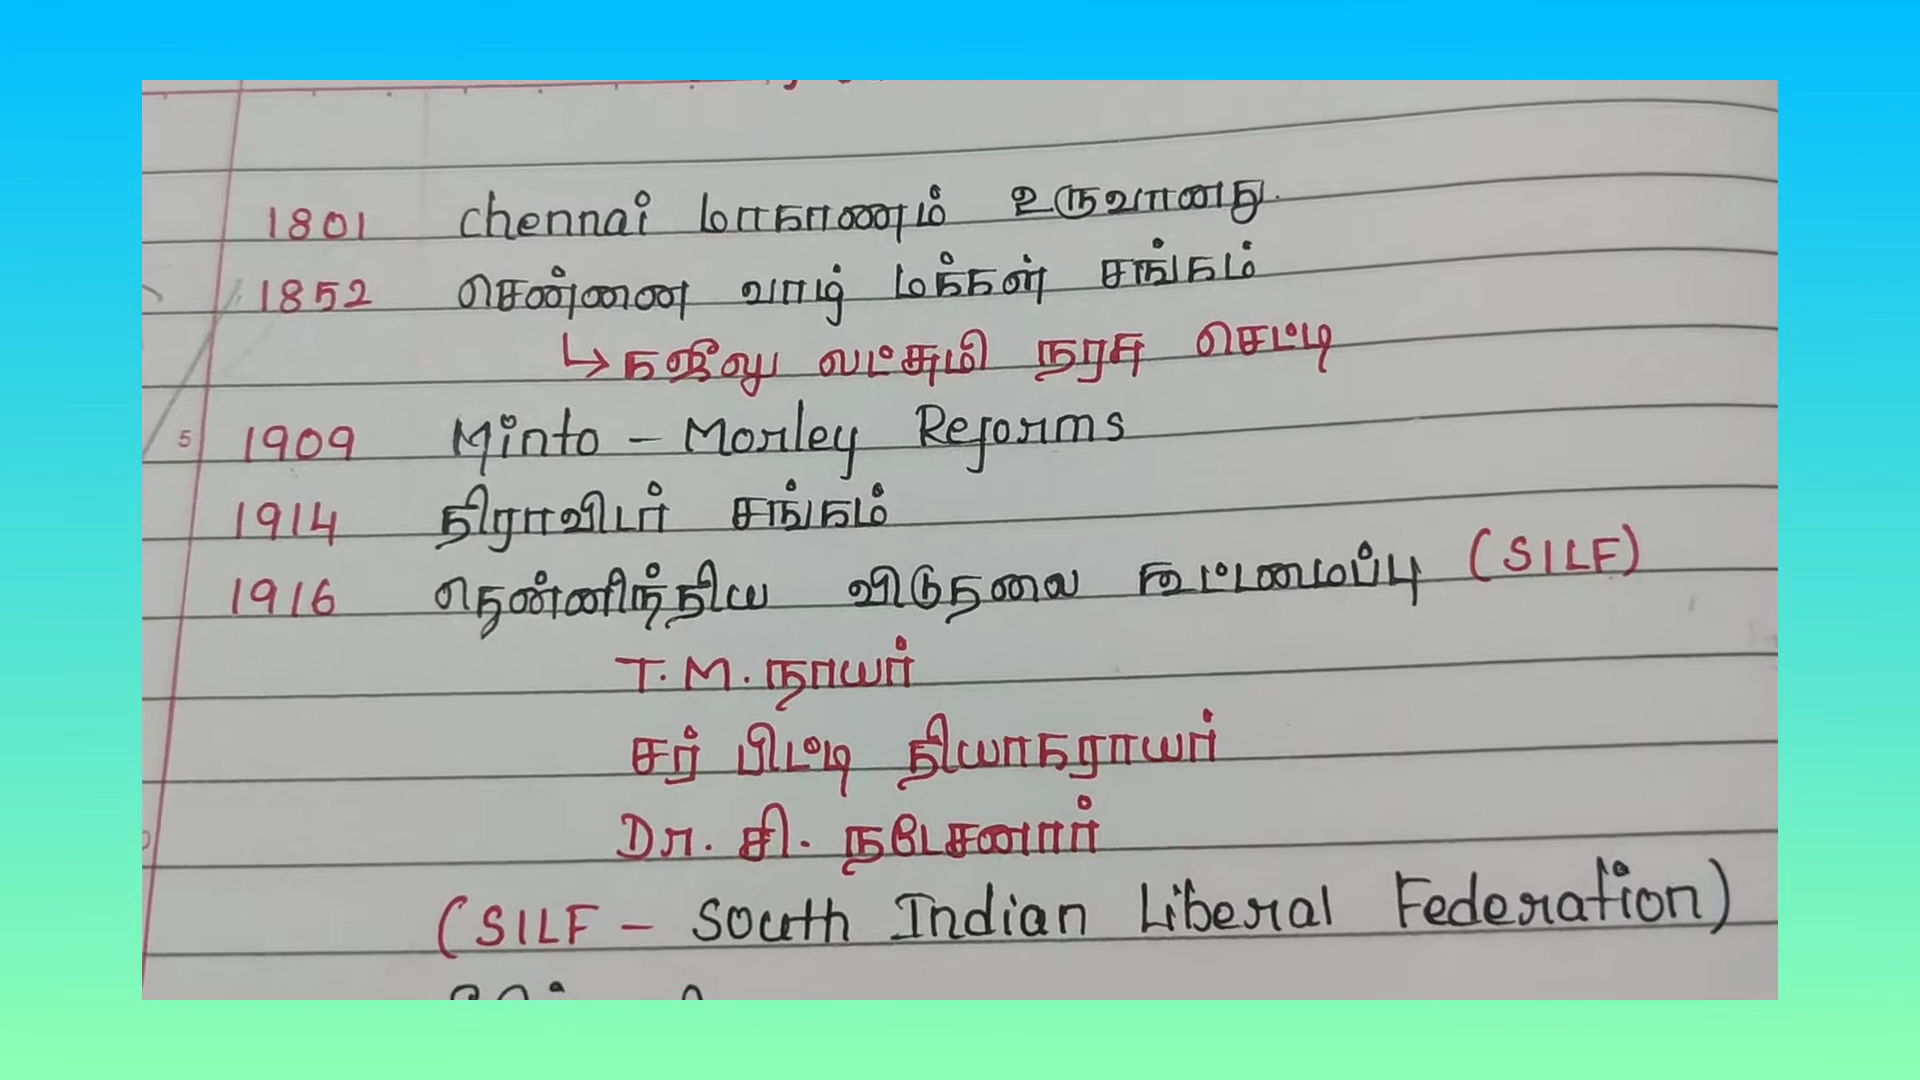 1801 Chennai மாகாணம் உருவானது.
1852 சென்னை வாழ் மக்கள் சங்கம்
↳ கஜீலு லட்சுமி நரசு செட்டி
5 1909 Minto - Morley Reforms
1914 திராவிடர் சங்கம்
1916 தென்னிந்திய விடுதலை கூட்டமைப்பு (SILF)
T.M. நாயர்
சர் பிட்டி தியாகராயர்
Dr. சி. நடேசனார்
(SILF - South Indian Liberal Federation)